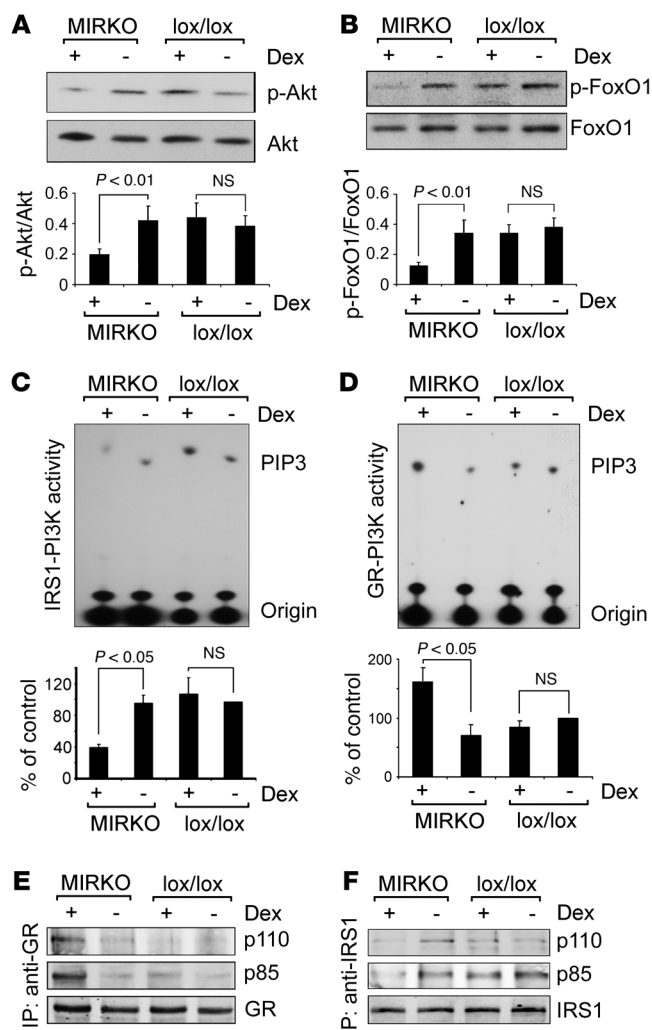 A
MIRKO lox/lox
+ - + - Dex
p-Akt
Akt
p-Akt/Akt
0.6
0.4
0.2
0
P < 0.01 NS
+ - + - Dex
MIRKO lox/lox
B
MIRKO lox/lox
+ - + - Dex
p-FoxO1
FoxO1
p-FoxO1/FoxO1
0.6
0.4
0.2
0
P < 0.01 NS
+ - + - Dex
MIRKO lox/lox
C
MIRKO lox/lox
+ - + - Dex
IRS1-PI3K activity
PIP3
Origin
% of control
120
80
40
0
P < 0.05 NS
+ - + - Dex
MIRKO lox/lox
D
MIRKO lox/lox
+ - + - Dex
GR-PI3K activity
PIP3
Origin
% of control
200
100
0
P < 0.05 NS
+ - + - Dex
MIRKO lox/lox
E
MIRKO lox/lox
+ - + - Dex
IP: anti-GR
p110
p85
GR
F
MIRKO lox/lox
+ - + - Dex
P: anti-IRS1
p110
p85
IRS1